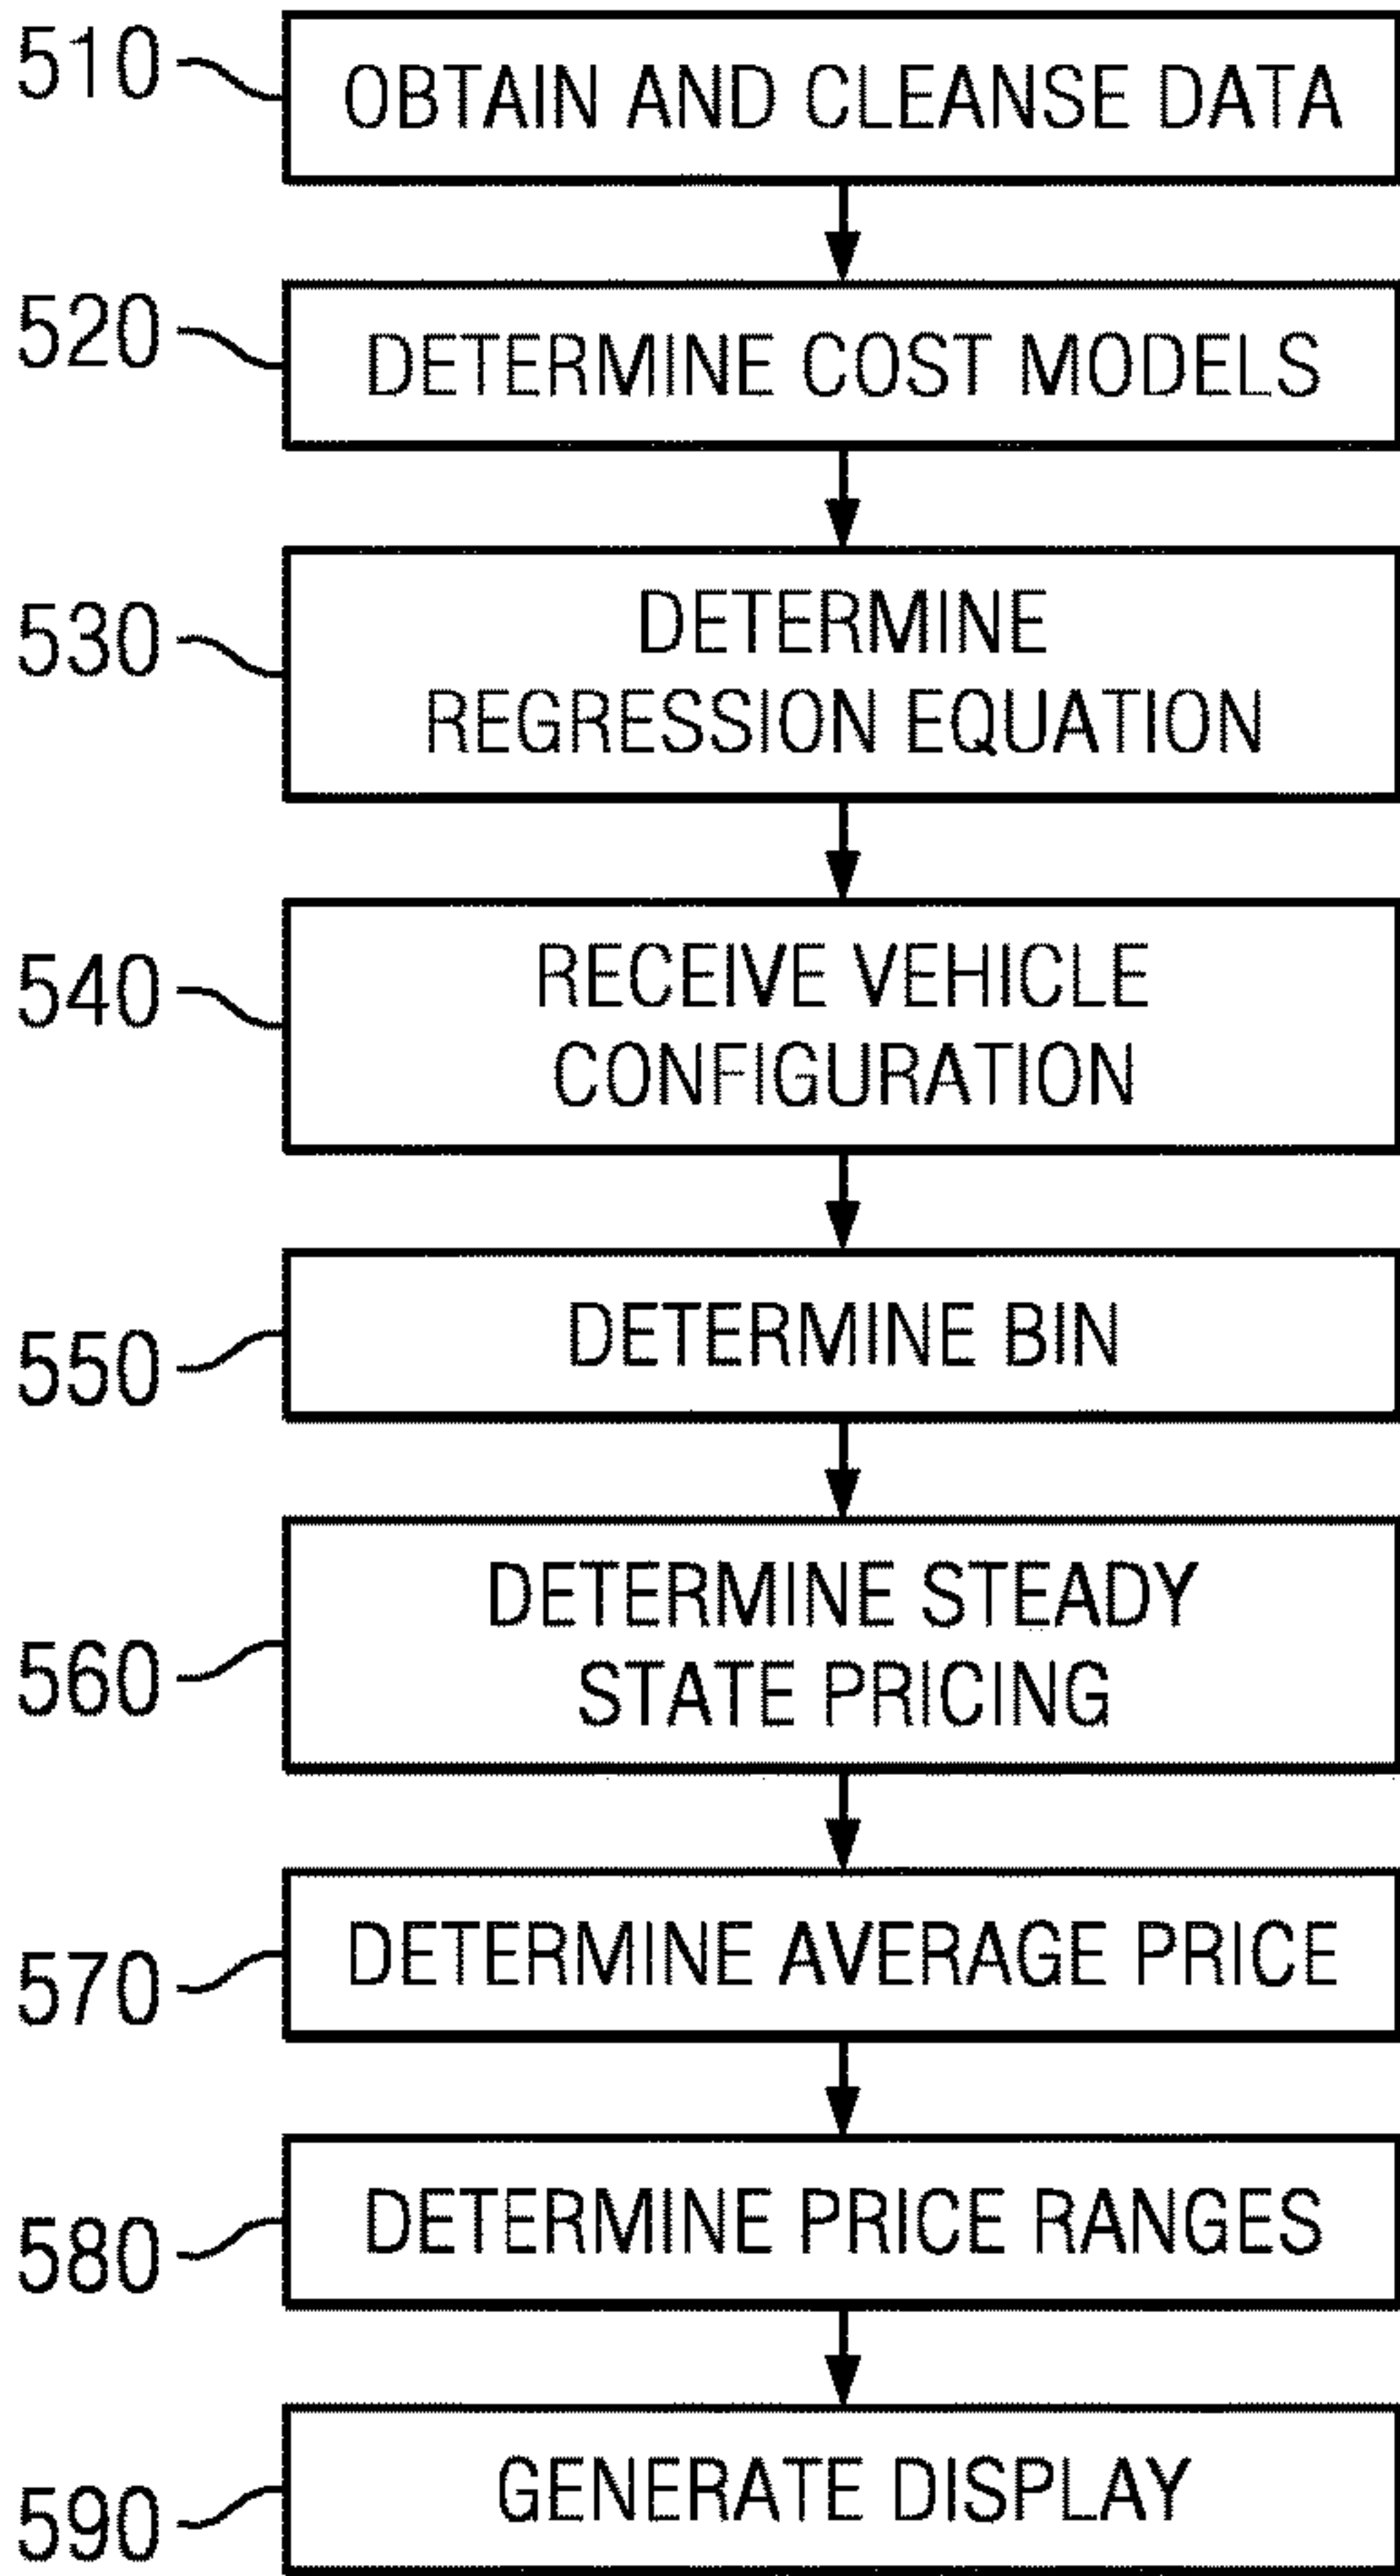 510
OBTAIN AND CLEANSE DATA
520
DETERMINE COST MODELS
530
DETERMINE
REGRESSION EQUATION
540
RECEIVE VEHICLE
CONFIGURATION
550
DETERMINE BIN
560
DETERMINE STEADY
STATE PRICING
570
DETERMINE AVERAGE PRICE
580
DETERMINE PRICE RANGES
590
GENERATE DISPLAY